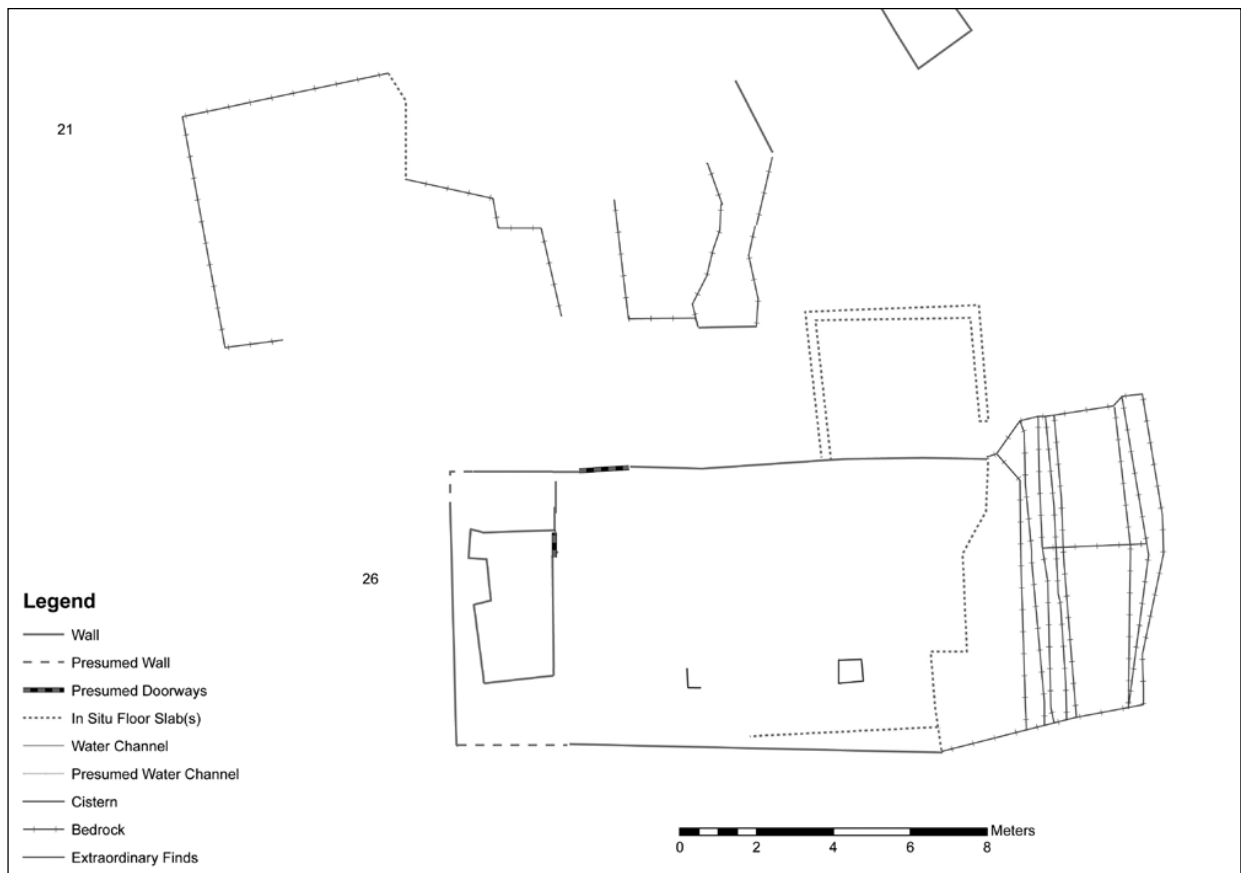 21
26
Legend
Wall
Presumed Wall
Presumed Doorways
In Situ Floor Slab(s)
Water Channel
Presumed Water Channel
Cistern
Bedrock
Extraordinary Finds
Meters
0 2 4 6 8